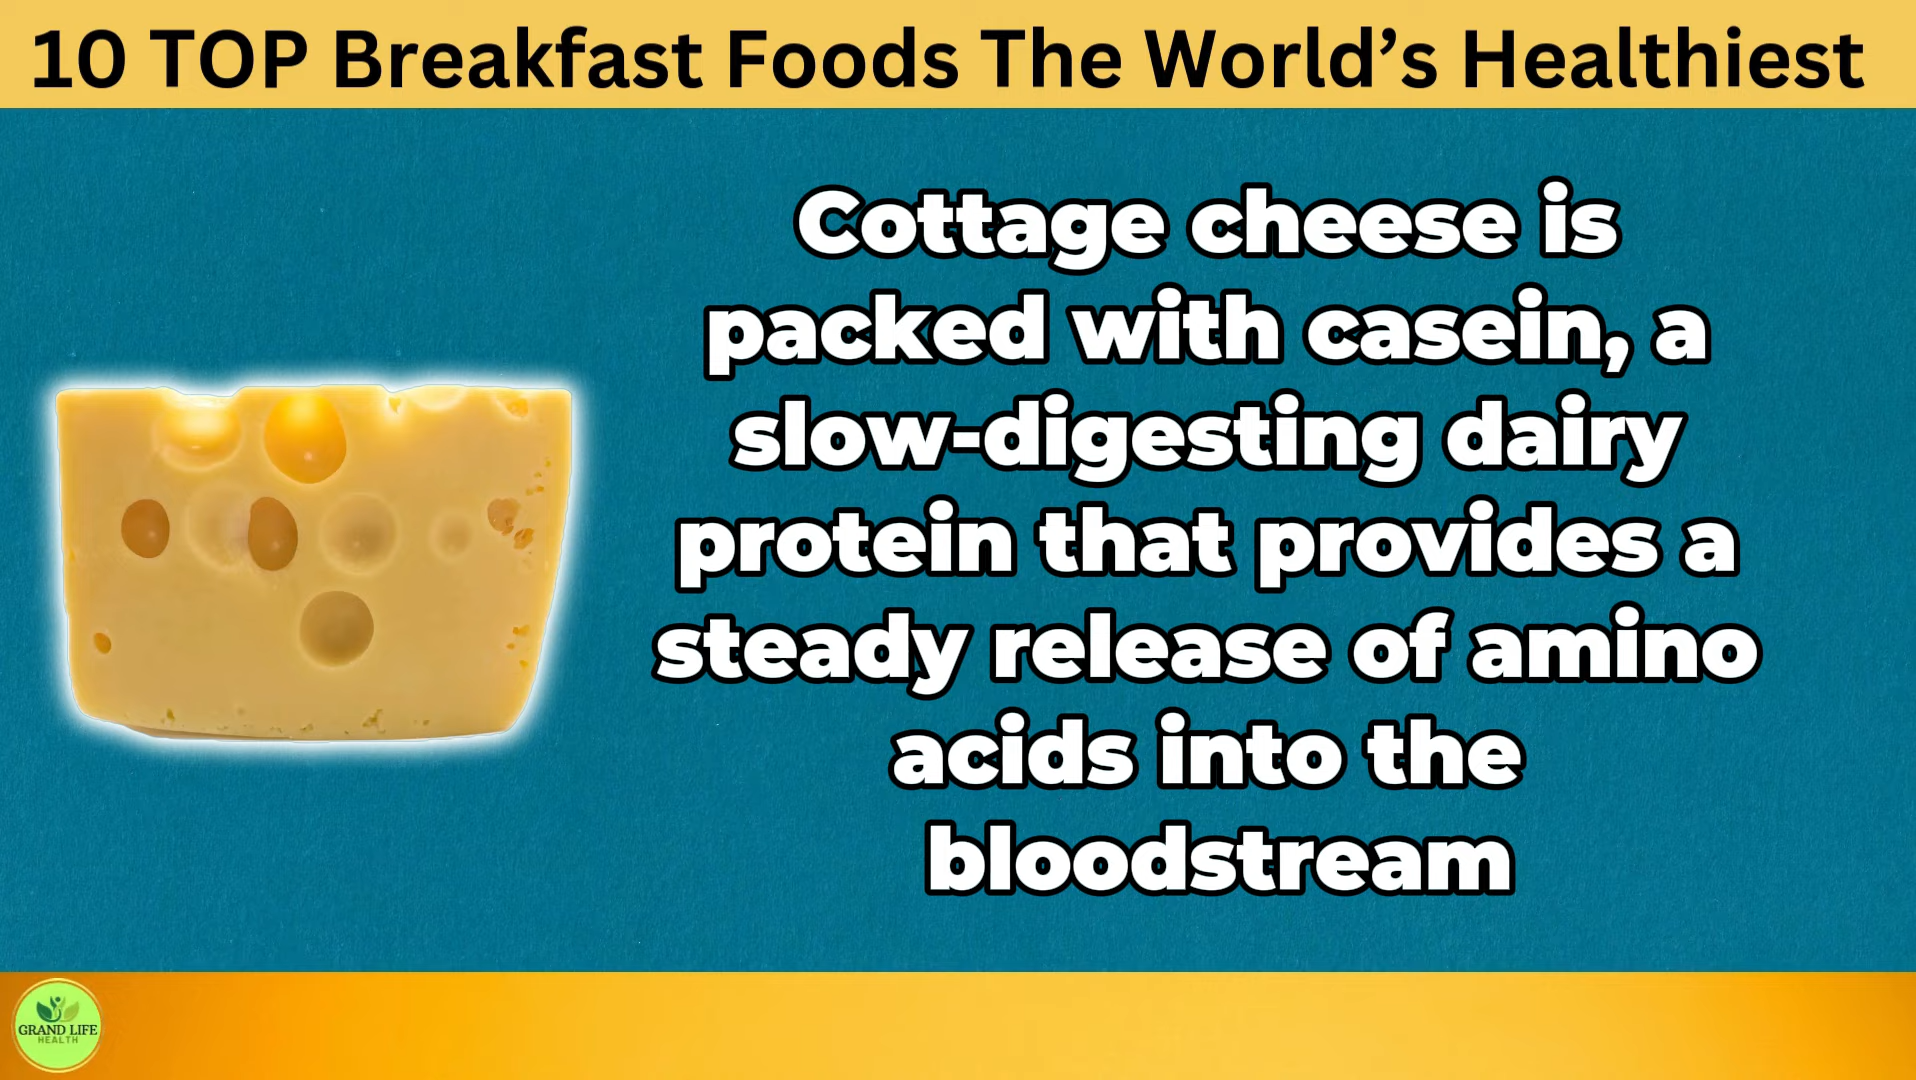 10 TOP Breakfast Foods The World’s Healthiest
Cottage cheese is
packed with casein, a
slow-digesting dairy
protein that provides a
steady release of amino
acids into the
bloodstream
GRAND LIFE
HEALTH